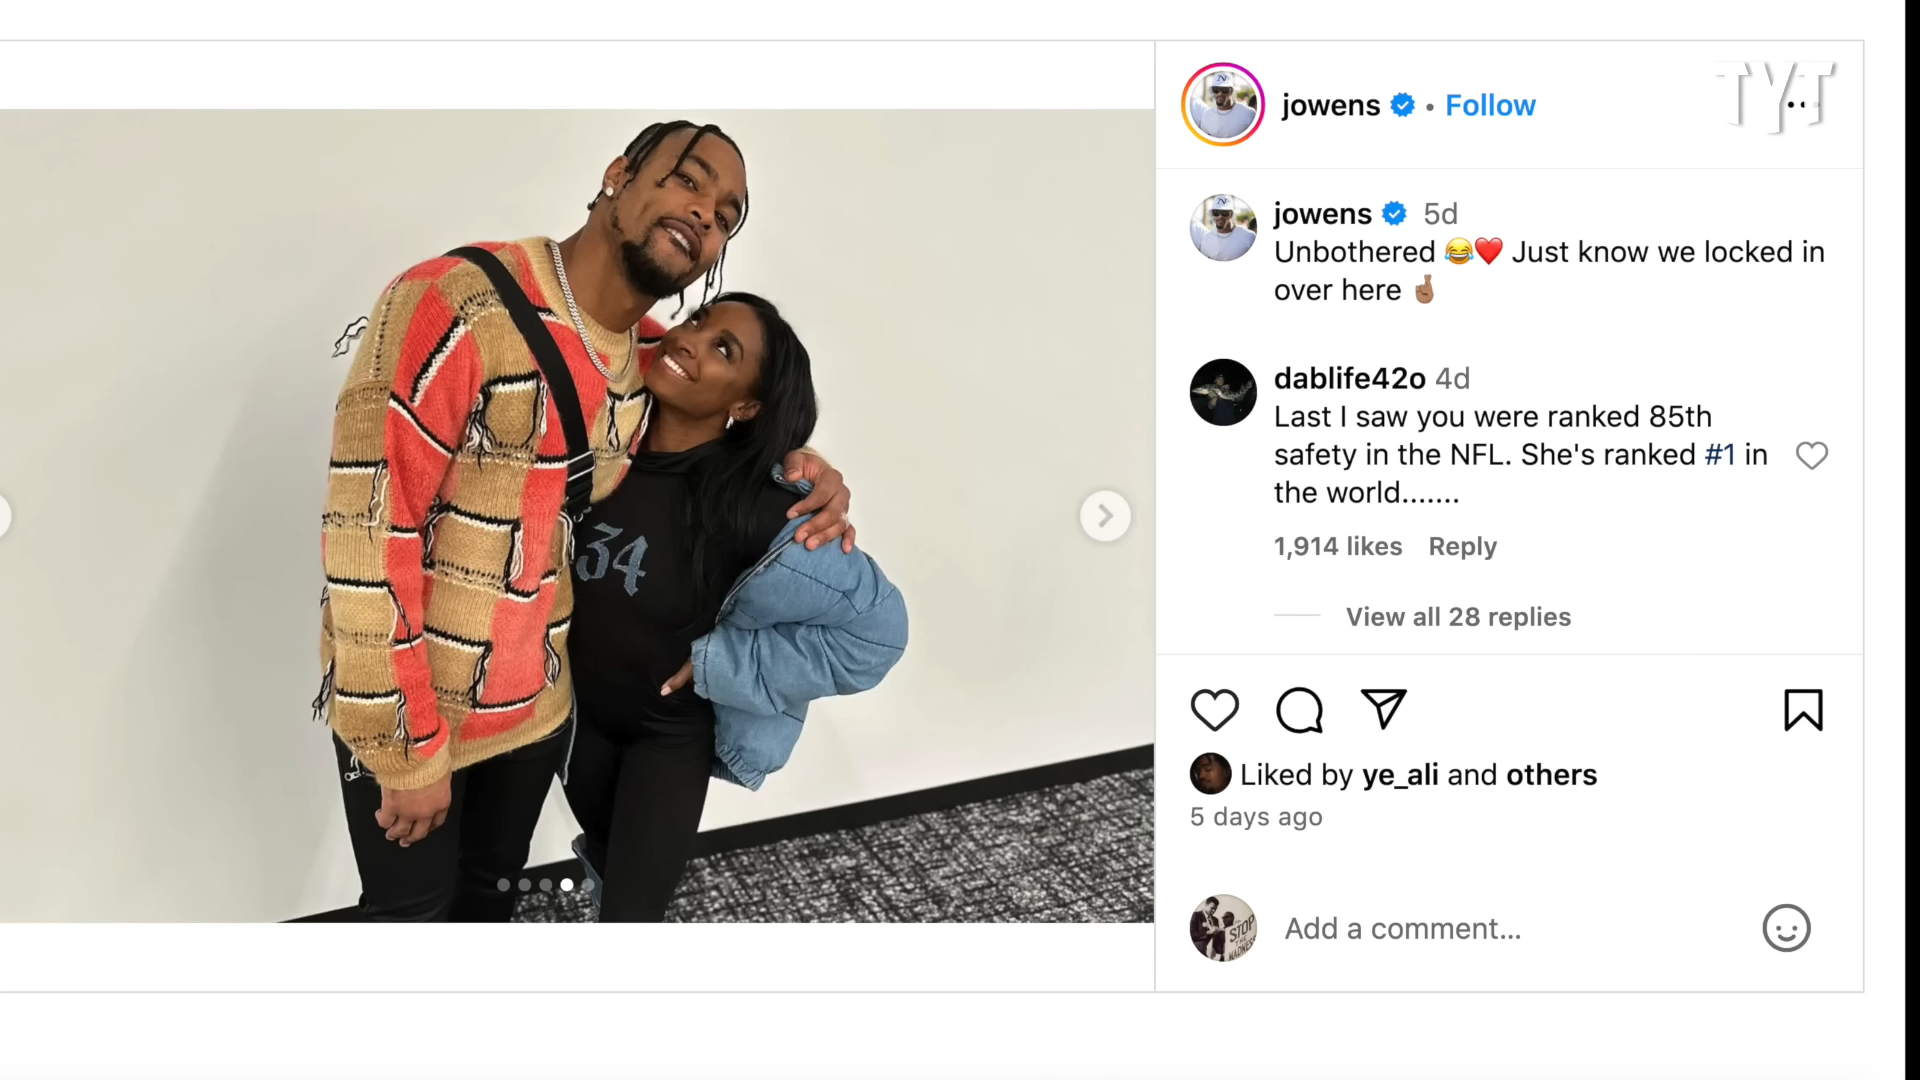 TYT
jowens • Follow
jowens 5d
Unbothered 😂❤️ Just know we locked in
over here 🤞🏽
dablife42o 4d
Last I saw you were ranked 85th
safety in the NFL. She's ranked #1 in
the world.......
1,914 likes Reply
View all 28 replies
34
Liked by ye_ali and others
5 days ago
STOP
MADNESS
Add a comment...